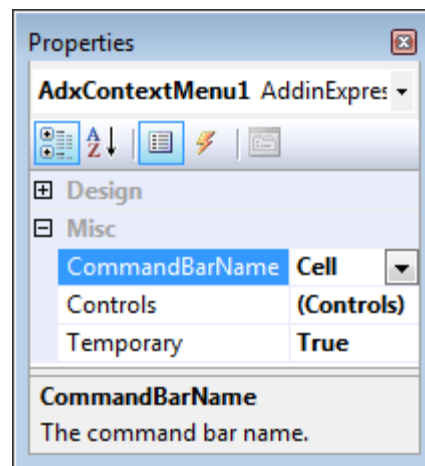 Properties
AdxContextMenu1 AddinExpres
Design
Misc
CommandBarName Cell
Controls (Controls)
Temporary True
CommandBarName
The command bar name.